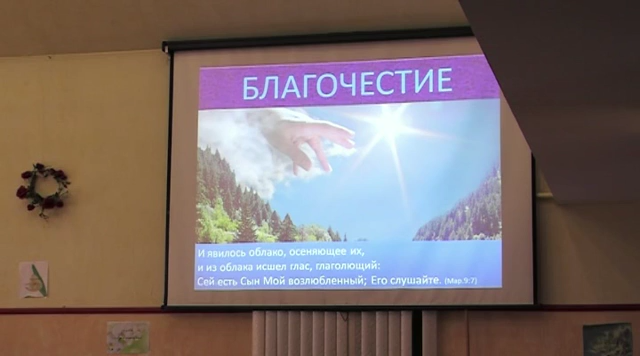 БЛАГОЧЕСТИЕ
И явилось облако, осеняющее их,
и из облака исшел глас, глаголющий:
Сей есть Сын Мой возлюбленный; Его слушайте. (Мар.9:7)